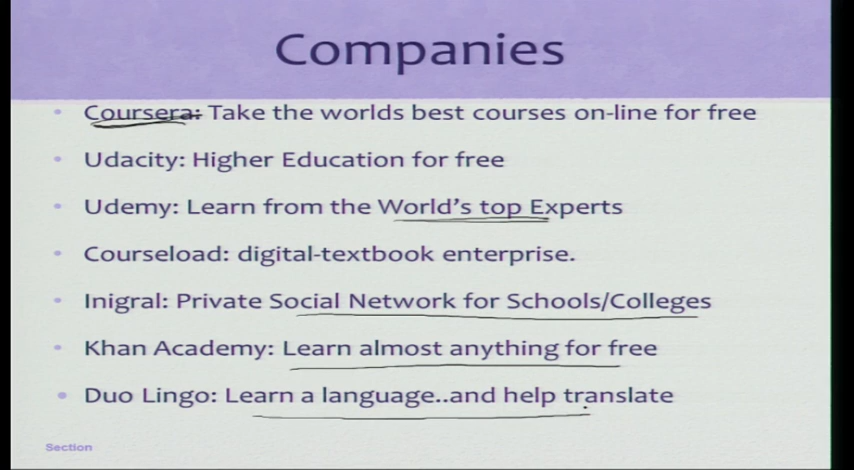 Companies
• Coursera: Take the worlds best courses on-line for free
• Udacity: Higher Education for free
• Udemy: Learn from the World's top Experts
• Courseload: digital-textbook enterprise.
• Inigral: Private Social Network for Schools/Colleges
• Khan Academy: Learn almost anything for free
• Duo Lingo: Learn a language..and help translate
Section